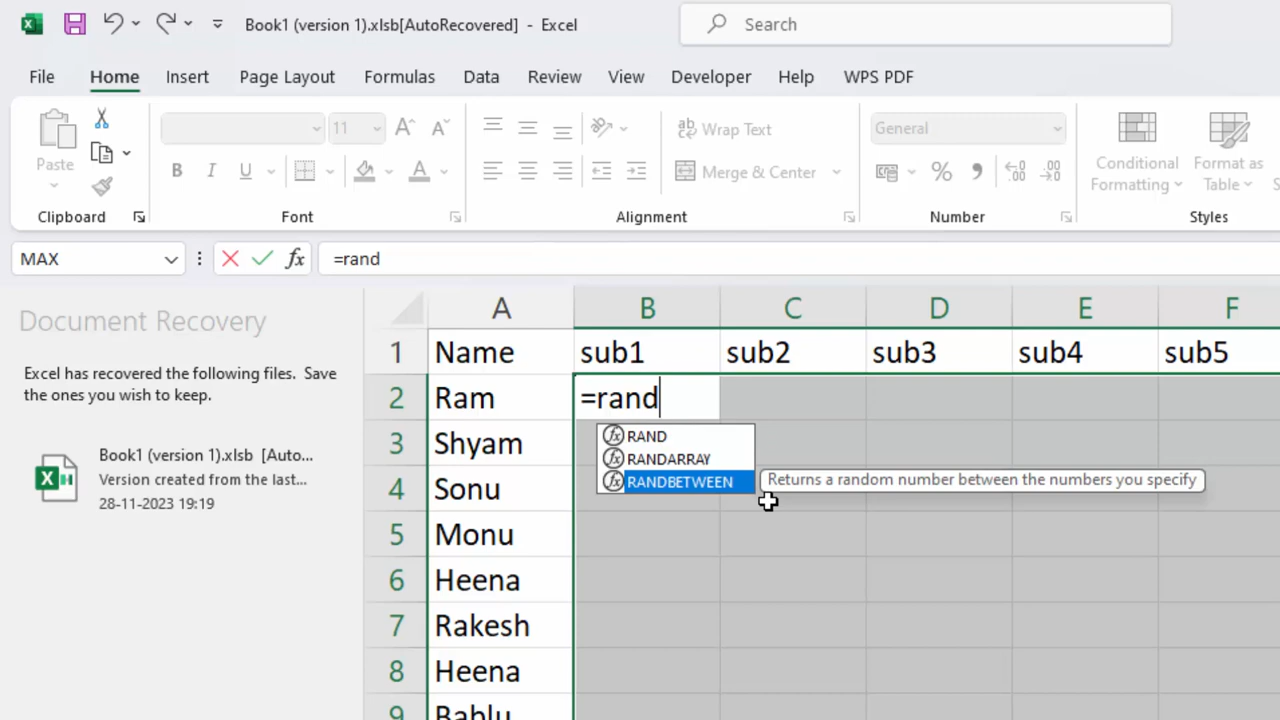 Book1 (version 1).xlsb[AutoRecovered] - Excel
Search
File Home Insert Page Layout Formulas Data Review View Developer Help WPS PDF
11 A^ A˅ ab Wrap Text General
Paste B I U A Merge & Center % 9 Conditional Formatting Format as Table
Clipboard Font Alignment Number Styles
MAX fx =rand
Document Recovery
Excel has recovered the following files. Save
the ones you wish to keep.
Book1 (version 1).xlsb [Auto...
Version created from the last...
28-11-2023 19:19
A B C D E F
1 Name sub1 sub2 sub3 sub4 sub5
2 Ram =rand
RAND
RANDARRAY
RANDBETWEEN Returns a random number between the numbers you specify
3 Shyam
4 Sonu
5 Monu
6 Heena
7 Rakesh
8 Heena
9 Bablu